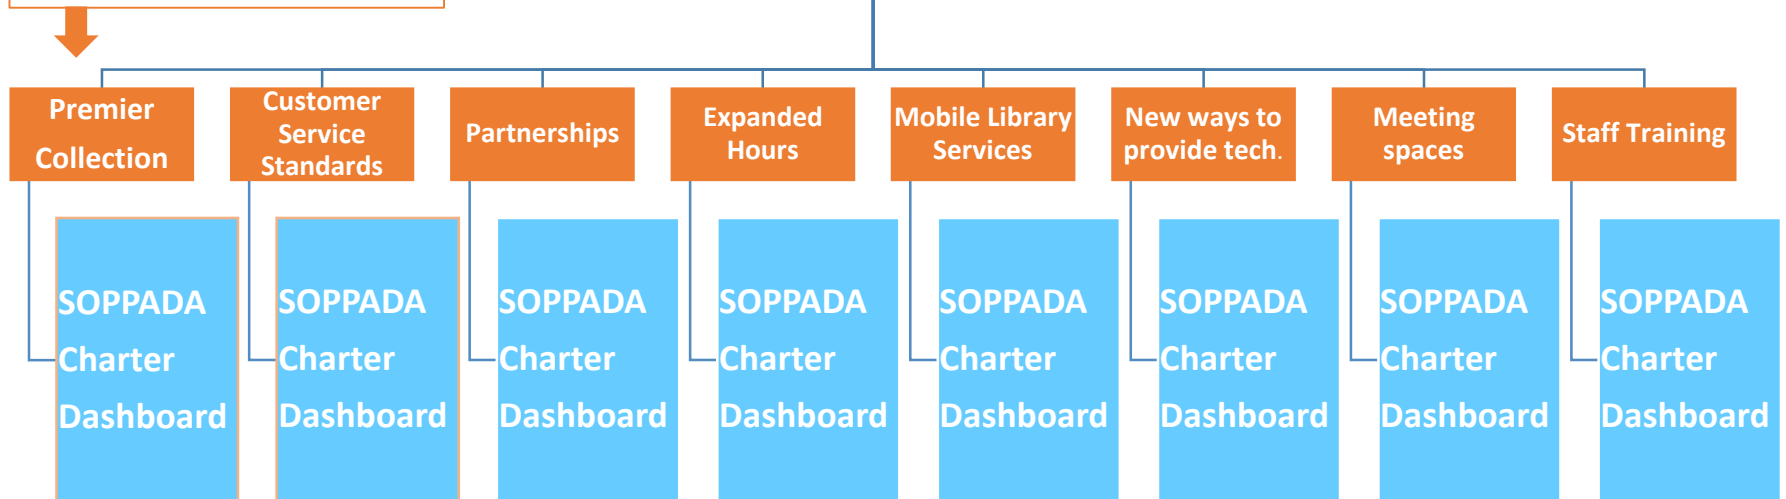 Premier
Collection
Customer
Service
Standards
Partnerships
Expanded
Hours
Mobile Library
Services
New ways to
provide tech.
Meeting
spaces
Staff Training
SOPPADA
Charter
Dashboard
SOPPADA
Charter
Dashboard
SOPPADA
Charter
Dashboard
SOPPADA
Charter
Dashboard
SOPPADA
Charter
Dashboard
SOPPADA
Charter
Dashboard
SOPPADA
Charter
Dashboard
SOPPADA
Charter
Dashboard